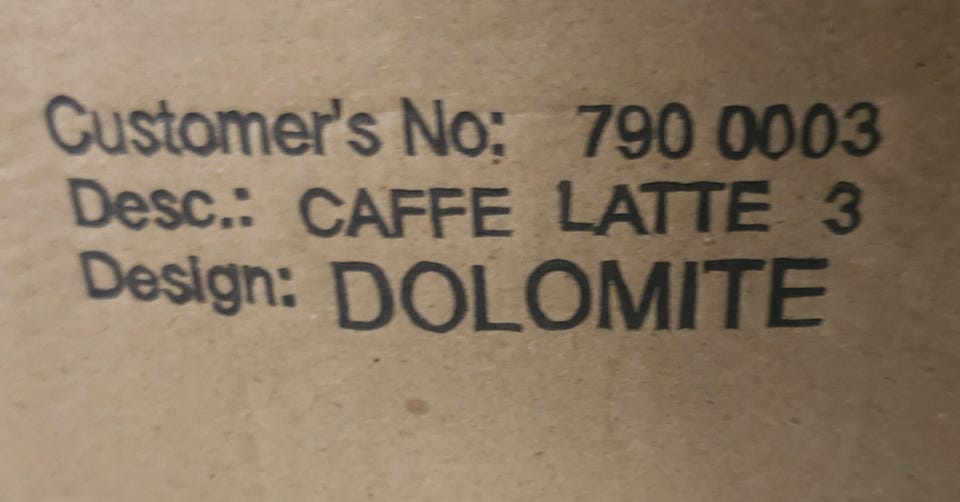 Customer's No: 790 0003
Desc.: CAFFE LATTE 3
Design: DOLOMITE